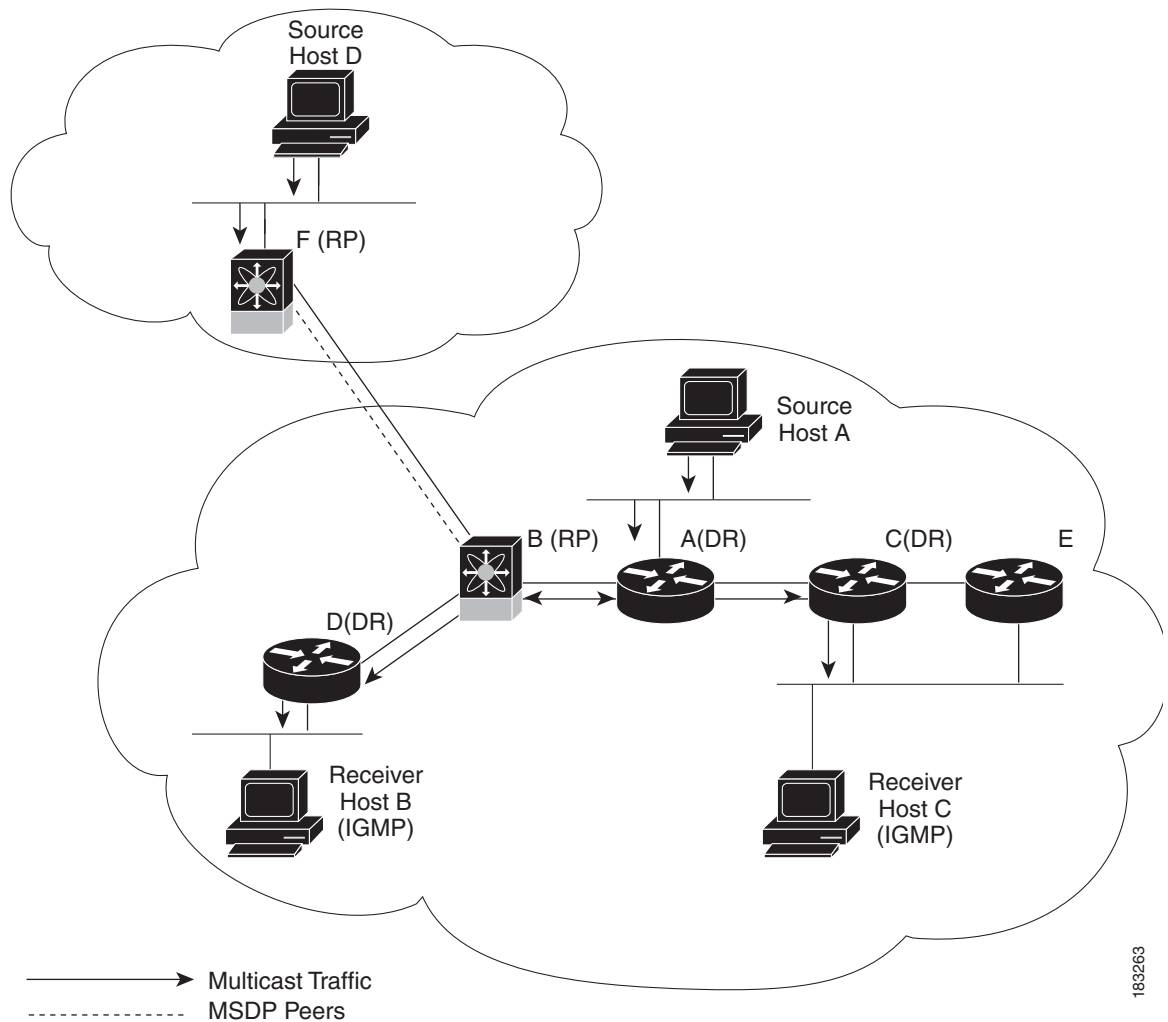 Source
Host D
F (RP)
Source
Host A
B (RP)
A(DR)
C(DR)
E
D(DR)
Receiver
Host B
(IGMP)
Receiver
Host C
(IGMP)
Multicast Traffic
MSDP Peers
183263